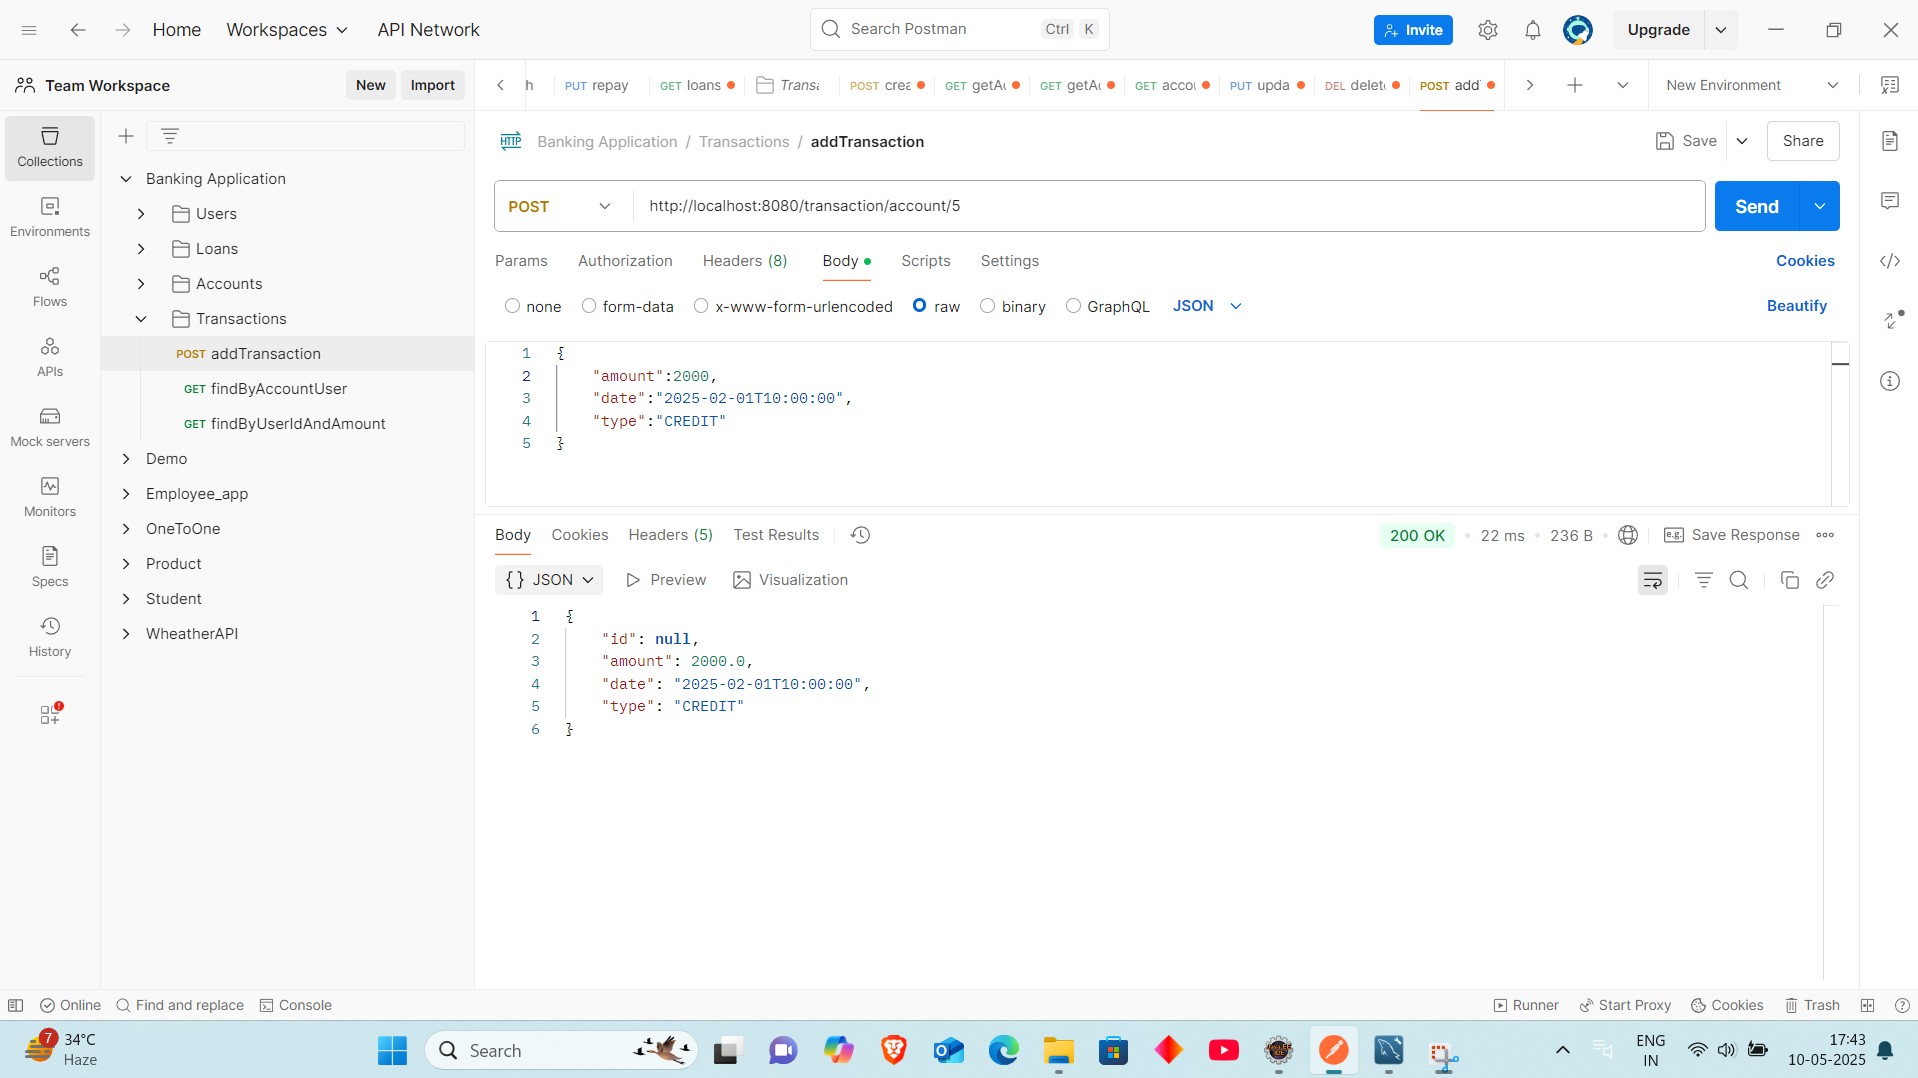 Home Workspaces API Network Search Postman Ctrl K Invite Upgrade
Team Workspace New Import
h PUT repay GET loans Transa POST crea GET getAc GET getAc GET accou PUT upda DEL delet POST add New Environment
Collections
Environments
Flows
APIs
Mock servers
Monitors
Specs
History
Banking Application
Users
Loans
Accounts
Transactions
POST addTransaction
GET findByAccountUser
GET findByUserIdAndAmount
Demo
Employee_app
OneToOne
Product
Student
WheatherAPI
HTTP Banking Application / Transactions / addTransaction Save Share
POST http://localhost:8080/transaction/account/5 Send
Params Authorization Headers (8) Body Scripts Settings Cookies
none form-data x-www-form-urlencoded raw binary GraphQL JSON Beautify
1 {
2 "amount":2000,
3 "date":"2025-02-01T10:00:00",
4 "type":"CREDIT"
5 }
Body Cookies Headers (5) Test Results 200 OK 22 ms 236 B e.g. Save Response
{} JSON Preview Visualization
1 {
2 "id": null,
3 "amount": 2000.0,
4 "date": "2025-02-01T10:00:00",
5 "type": "CREDIT"
6 }
Online Find and replace Console Runner Start Proxy Cookies Trash
7 34°C
Haze
Search
ENG
IN
17:43
10-05-2025